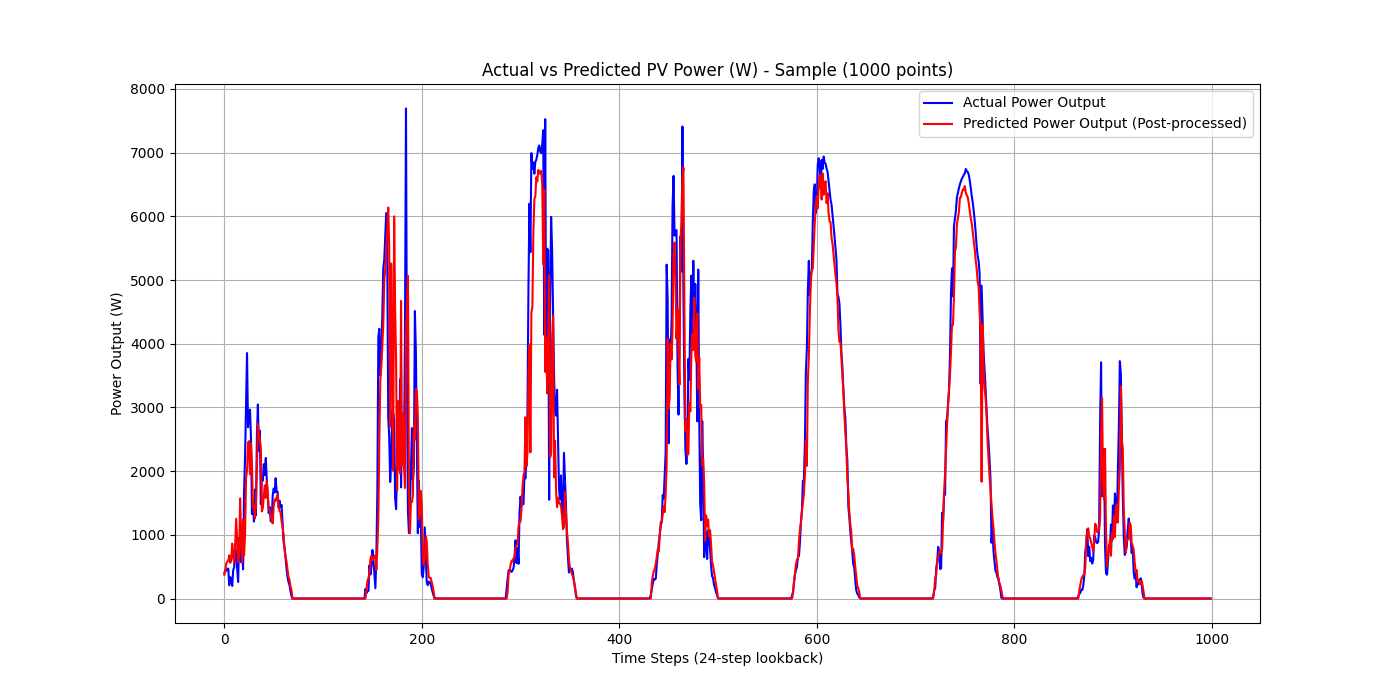 Actual vs Predicted PV Power (W) - Sample (1000 points)
Actual Power Output
Predicted Power Output (Post-processed)
Power Output (W)
8000
7000
6000
5000
4000
3000
2000
1000
0
0 200 400 600 800 1000
Time Steps (24-step lookback)